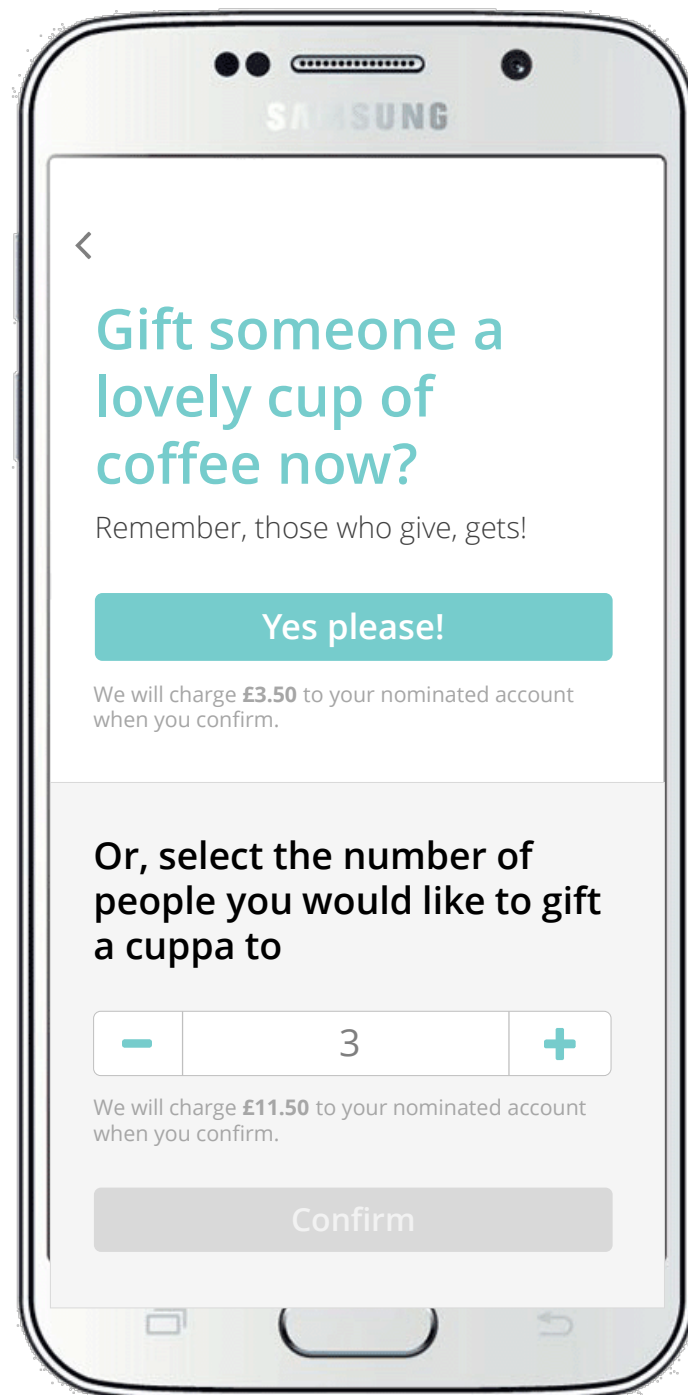 SAMSUNG
Gift someone a
lovely cup of
coffee now?
Remember, those who give, gets!
Yes please!
We will charge £3.50 to your nominated account
when you confirm.
Or, select the number of
people you would like to gift
a cuppa to
3
We will charge £11.50 to your nominated account
when you confirm.
Confirm